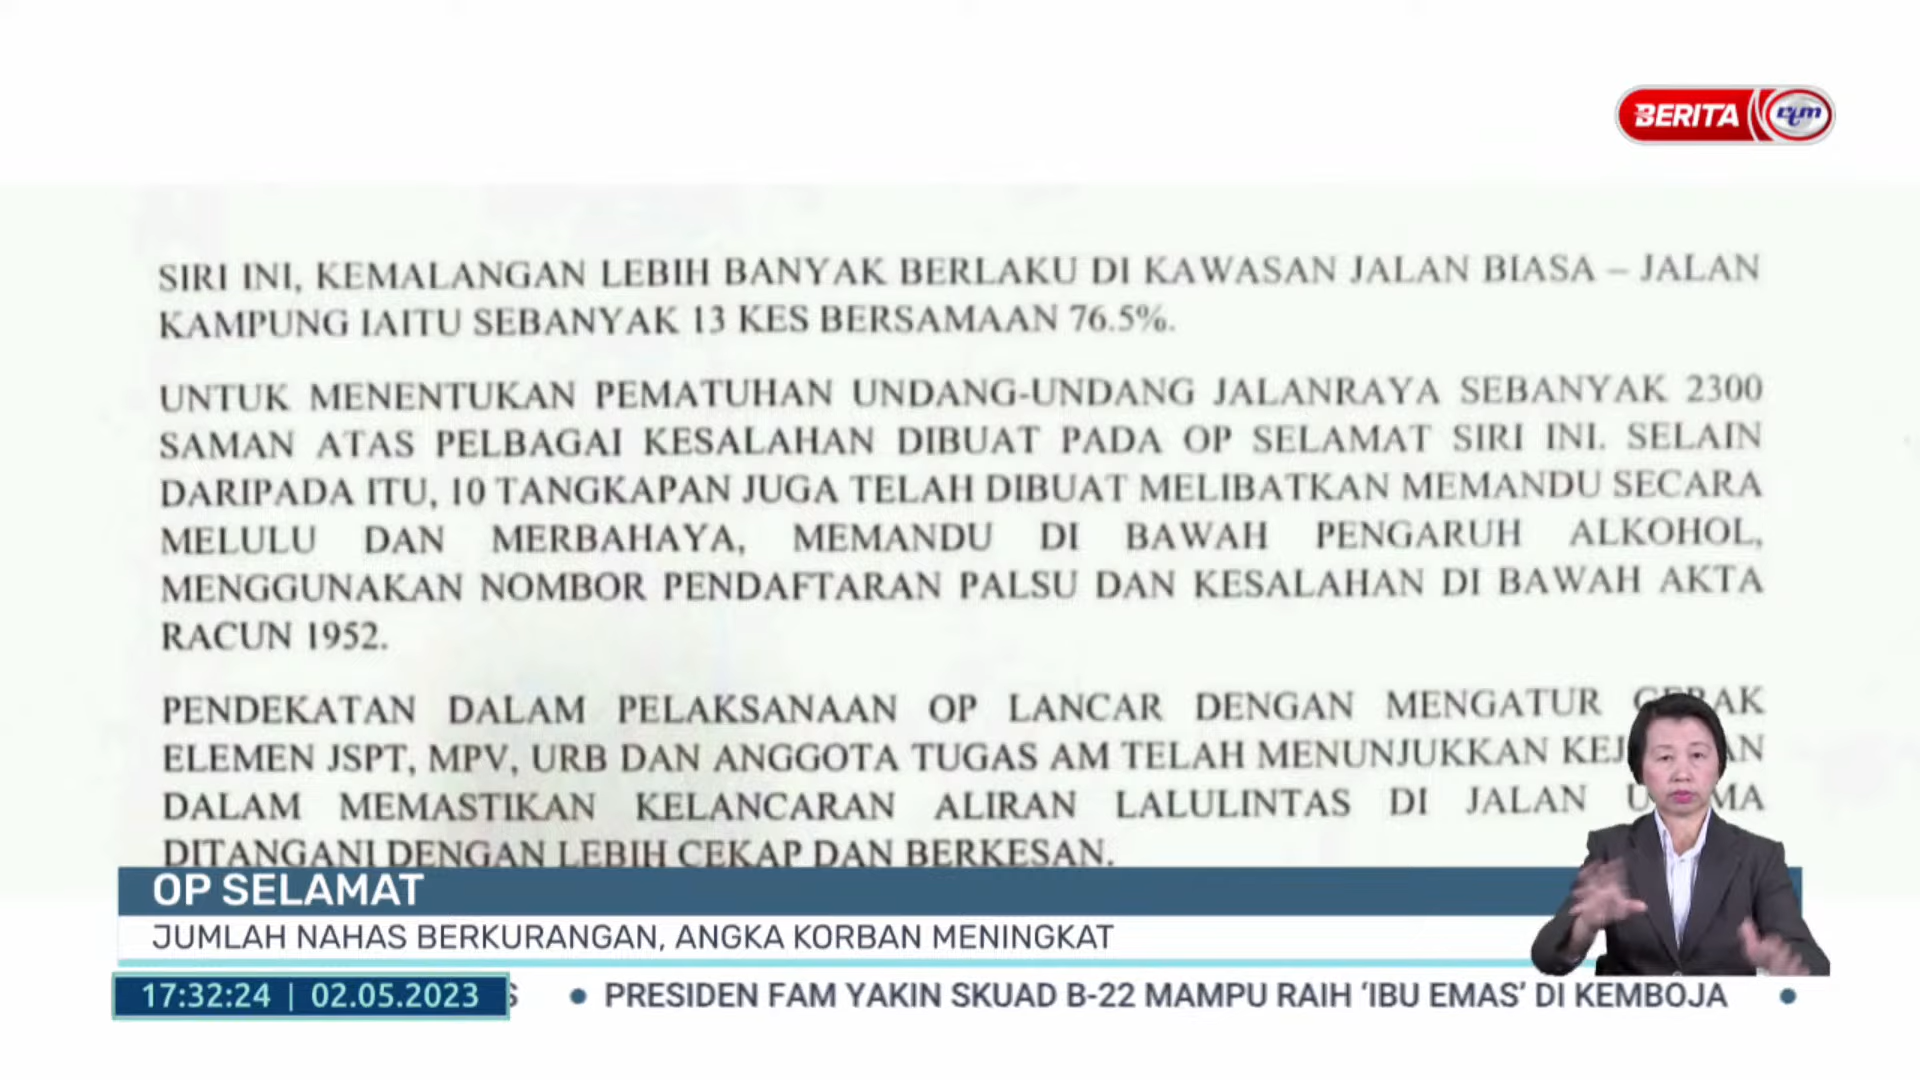 BERITA rtm
SIRI INI, KEMALANGAN LEBIH BANYAK BERLAKU DI KAWASAN JALAN BIASA – JALAN
KAMPUNG IAITU SEBANYAK 13 KES BERSAMAAN 76.5%.
UNTUK MENENTUKAN PEMATUHAN UNDANG-UNDANG JALANRAYA SEBANYAK 2300
SAMAN ATAS PELBAGAI KESALAHAN DIBUAT PADA OP SELAMAT SIRI INI. SELAIN
DARIPADA ITU, 10 TANGKAPAN JUGA TELAH DIBUAT MELIBATKAN MEMANDU SECARA
MELULU DAN MERBAHAYA, MEMANDU DI BAWAH PENGARUH ALKOHOL,
MENGGUNAKAN NOMBOR PENDAFTARAN PALSU DAN KESALAHAN DI BAWAH AKTA
RACUN 1952.
PENDEKATAN DALAM PELAKSANAAN OP LANCAR DENGAN MENGATUR GERAK
ELEMEN JSPT, MPV, URB DAN ANGGOTA TUGAS AM TELAH MENUNJUKKAN
DALAM MEMASTIKAN KELANCARAN ALIRAN LALULINTAS DI JALAN
DITANGANI DENGAN LEBIH CEKAP DAN BERKESAN.
OP SELAMAT
JUMLAH NAHAS BERKURANGAN, ANGKA KORBAN MENINGKAT
17:32:24 | 02.05.2023 S • PRESIDEN FAM YAKIN SKUAD B-22 MAMPU RAIH ‘IBU EMAS’ DI KEMBOJA •